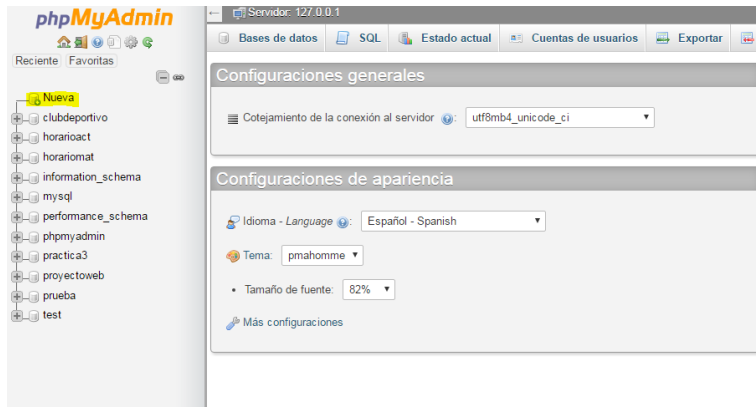 phpMyAdmin
Reciente Favoritas
Nueva
clubdeportivo
horarioact
horariomat
information_schema
mysql
performance_schema
phpmyadmin
practica3
proyectoweb
prueba
test
Servidor: 127.0.0.1
Bases de datos SQL Estado actual Cuentas de usuarios Exportar
Configuraciones generales
Cotejamiento de la conexión al servidor : utf8mb4_unicode_ci
Configuraciones de apariencia
Idioma - Language : Español - Spanish
Tema: pmahomme
• Tamaño de fuente: 82%
Más configuraciones